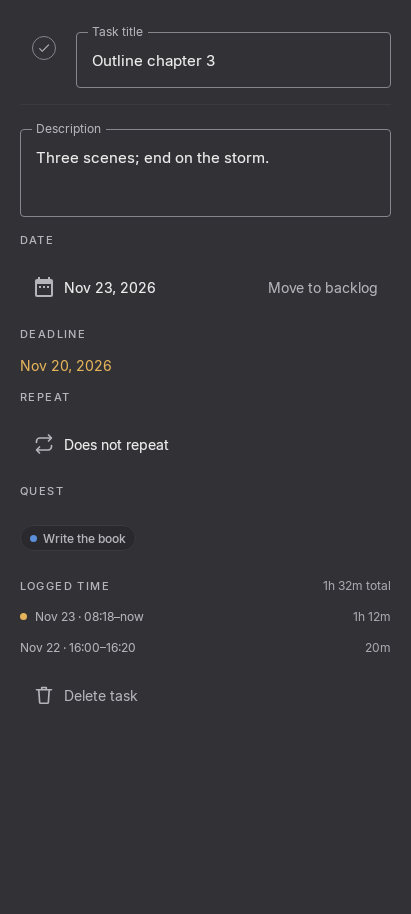 Task title
Outline chapter 3
Description
Three scenes; end on the storm.
DATE
Nov 23, 2026 Move to backlog
DEADLINE
Nov 20, 2026
REPEAT
Does not repeat
QUEST
Write the book
LOGGED TIME 1h 32m total
Nov 23 · 08:18–now 1h 12m
Nov 22 · 16:00–16:20 20m
Delete task